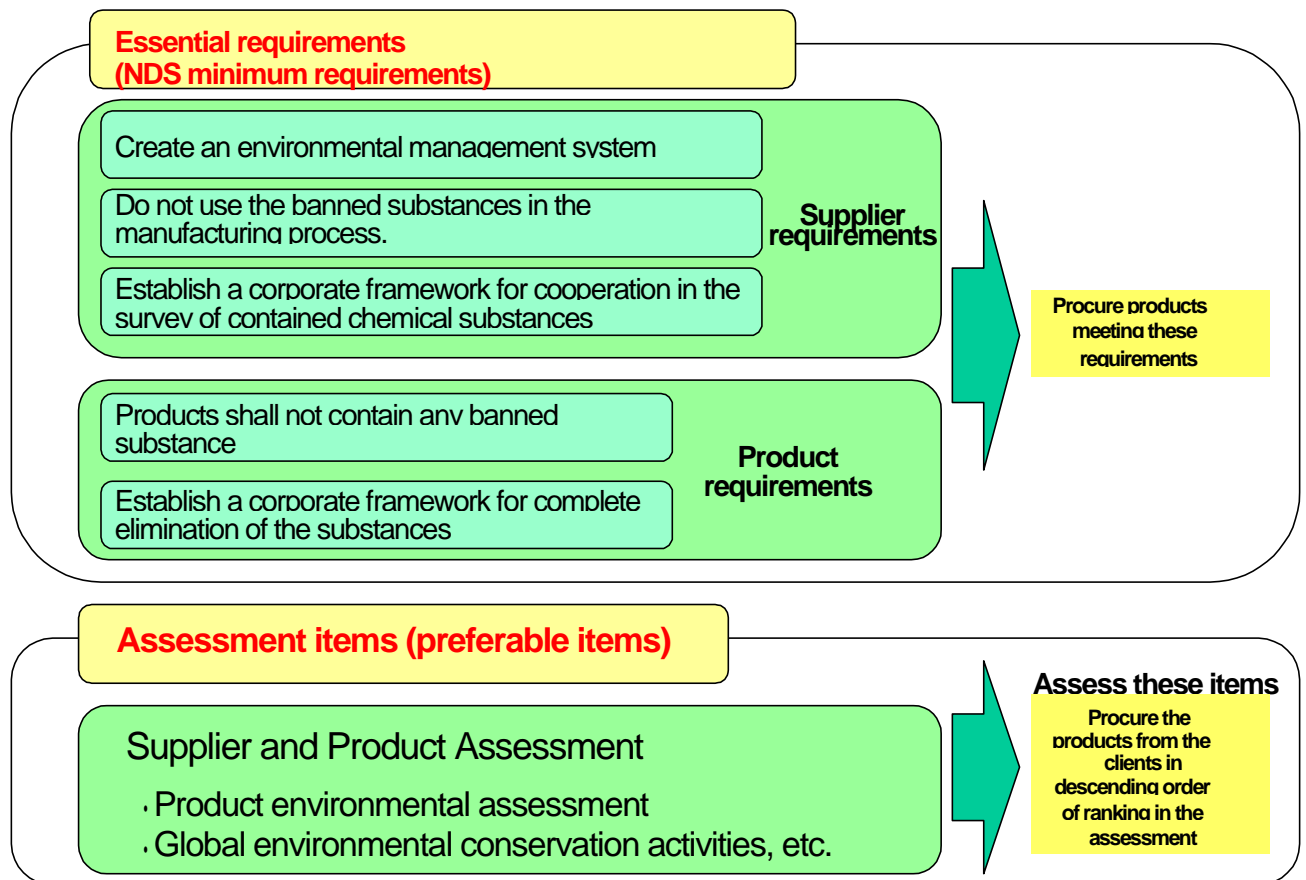 Essential requirements
(NDS minimum requirements)
Create an environmental management system
Do not use the banned substances in the
manufacturing process.
Establish a corporate framework for cooperation in the
survey of contained chemical substances
Supplier
requirements
Products shall not contain any banned
substance
Establish a corporate framework for complete
elimination of the substances
Product
requirements
Procure products
meeting these
requirements
Assessment items (preferable items)
Supplier and Product Assessment
・Product environmental assessment
・Global environmental conservation activities, etc.
Assess these items
Procure the
products from the
clients in
descending order
of ranking in the
assessment